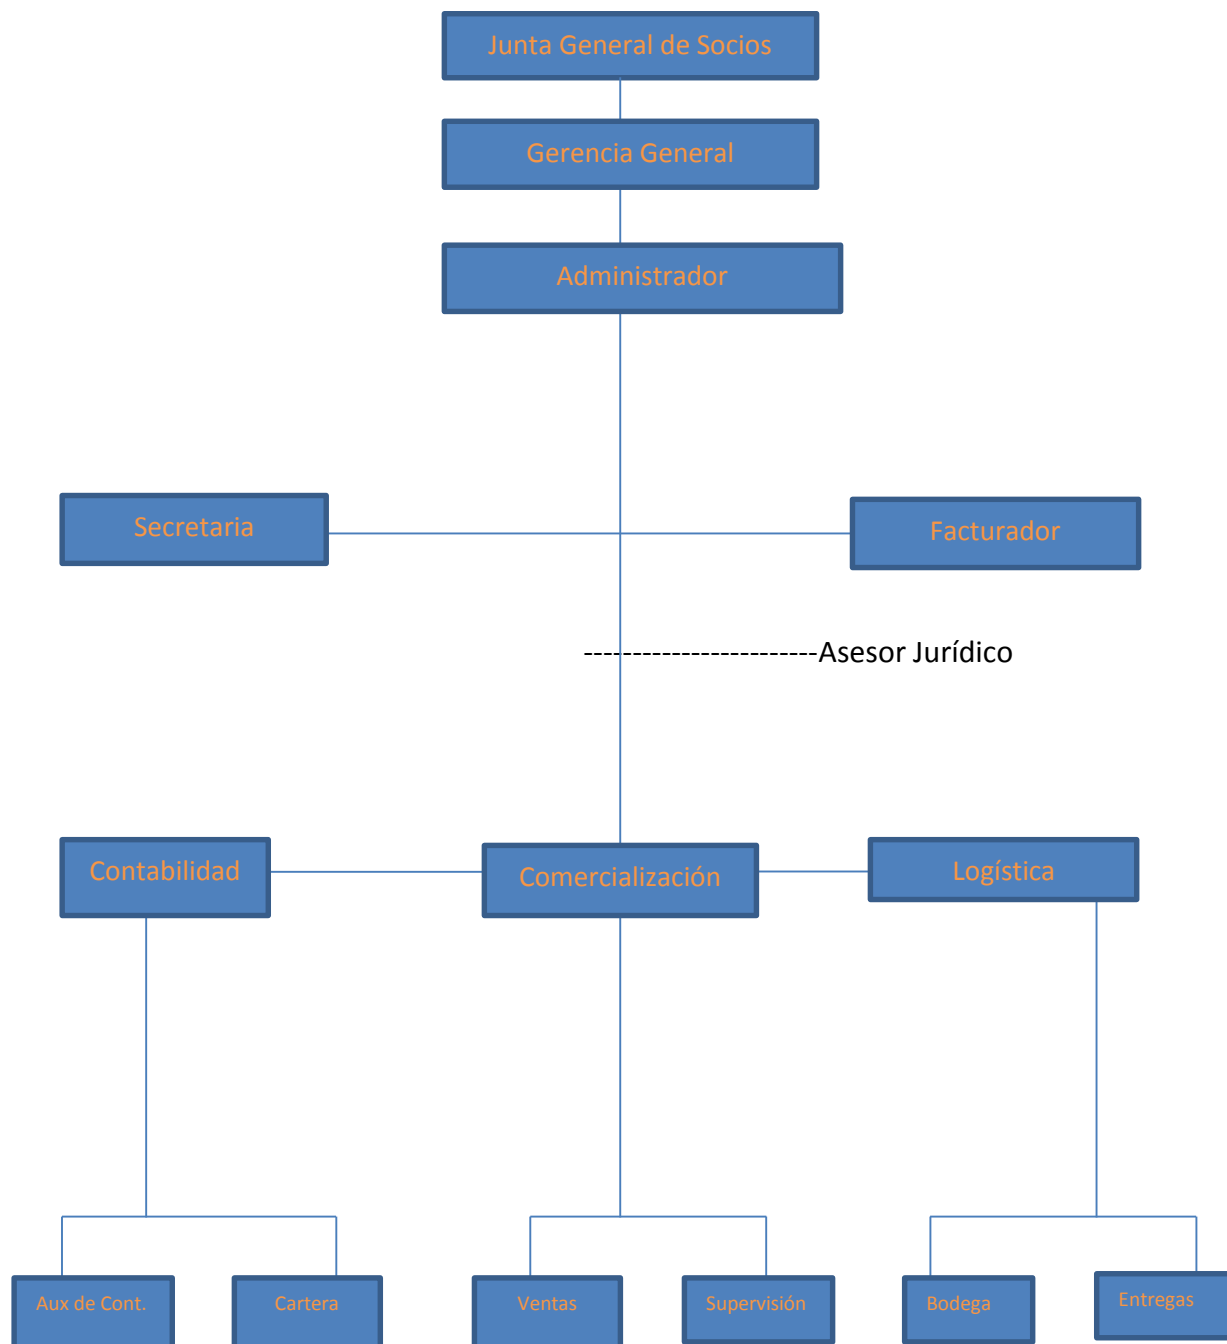 Junta General de Socios
Gerencia General
Administrador
Secretaria
Facturador
------------------------Asesor Jurídico
Contabilidad
Comercialización
Logística
Aux de Cont.
Cartera
Ventas
Supervisión
Bodega
Entregas